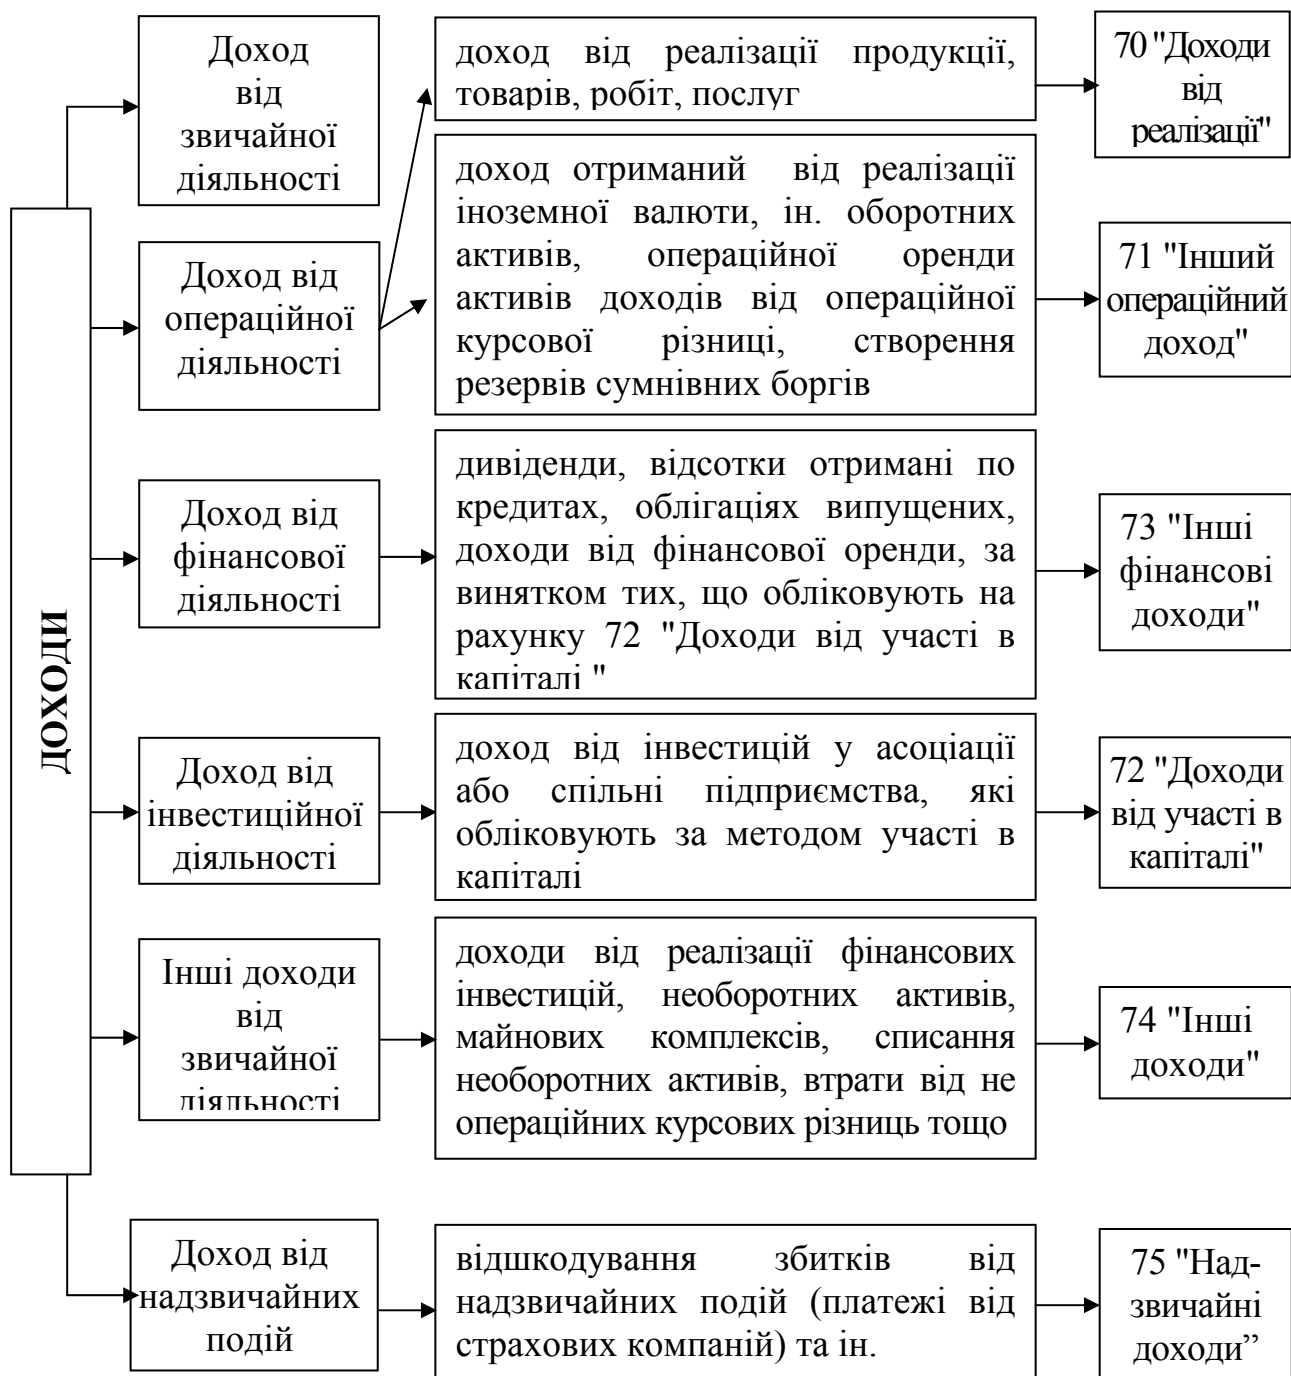 ДОХОДИ
Доход
від
звичайної
діяльності
Доход від
операційної
діяльності
доход від реалізації продукції,
товарів, робіт, послуг
70 "Доходи
від
реалізації"
доход отриманий від реалізації
іноземної валюти, ін. оборотних
активів, операційної оренди
активів доходів від операційної
курсової різниці, створення
резервів сумнівних боргів
71 "Інший
операційний
доход"
Доход від
фінансової
діяльності
дивіденди, відсотки отримані по
кредитах, облігаціях випущених,
доходи від фінансової оренди, за
винятком тих, що обліковують на
рахунку 72 "Доходи від участі в
капіталі "
73 "Інші
фінансові
доходи"
Доход від
інвестиційної
діяльності
доход від інвестицій у асоціації
або спільні підприємства, які
обліковують за методом участі в
капіталі
72 "Доходи
від участі в
капіталі"
Інші доходи
від
звичайної
діяльності
доходи від реалізації фінансових
інвестицій, необоротних активів,
майнових комплексів, списання
необоротних активів, втрати від не
операційних курсових різниць тощо
74 "Інші
доходи"
Доход від
надзвичайних
подій
відшкодування збитків від
надзвичайних подій (платежі від
страхових компаній) та ін.
75 "Над-
звичайні
доходи”